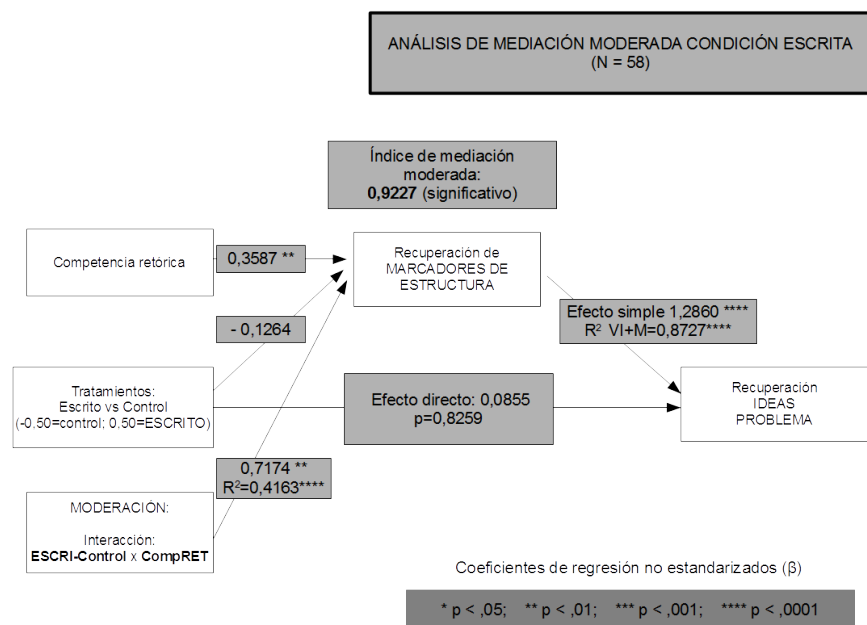 ANÁLISIS DE MEDIACIÓN MODERADA CONDICIÓN ESCRITA
(N = 58)
Índice de mediación
moderada:
0,9227 (significativo)
Competencia retórica
0,3587 **
Recuperación de
MARCADORES DE
ESTRUCTURA
- 0,1264
Efecto simple 1,2860 ****
R² VI+M=0,8727****
Tratamientos:
Escrito vs Control
(-0,50=control; 0,50=ESCRITO)
Efecto directo: 0,0855
p=0,8259
Recuperación
IDEAS
PROBLEMA
0,7174 **
R²=0,4163****
MODERACIÓN:
Interacción:
ESCRI-Control x CompRET
Coeficientes de regresión no estandarizados (β)
* p < ,05; ** p < ,01; *** p < ,001; **** p < ,0001